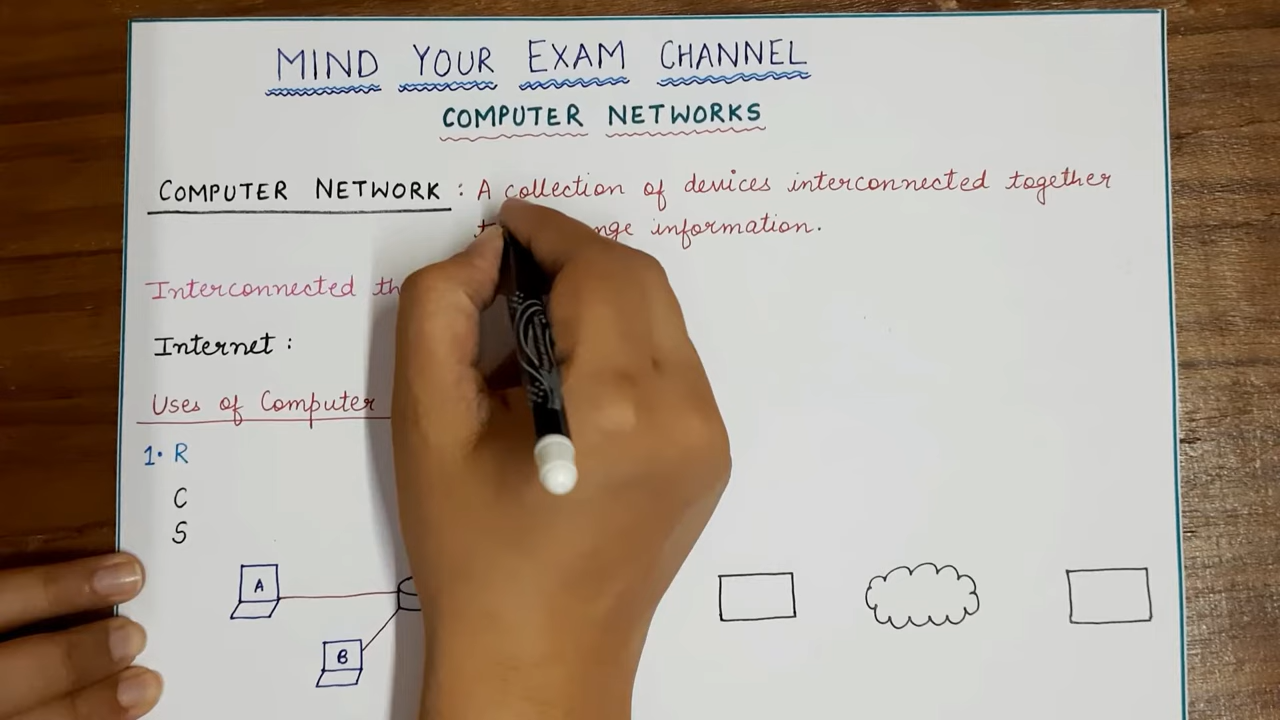 MIND YOUR EXAM CHANNEL
COMPUTER NETWORKS
COMPUTER NETWORK : A collection of devices interconnected together
information.
Interconnected
Internet :
Uses of Computer
1. R
C
S
A
B